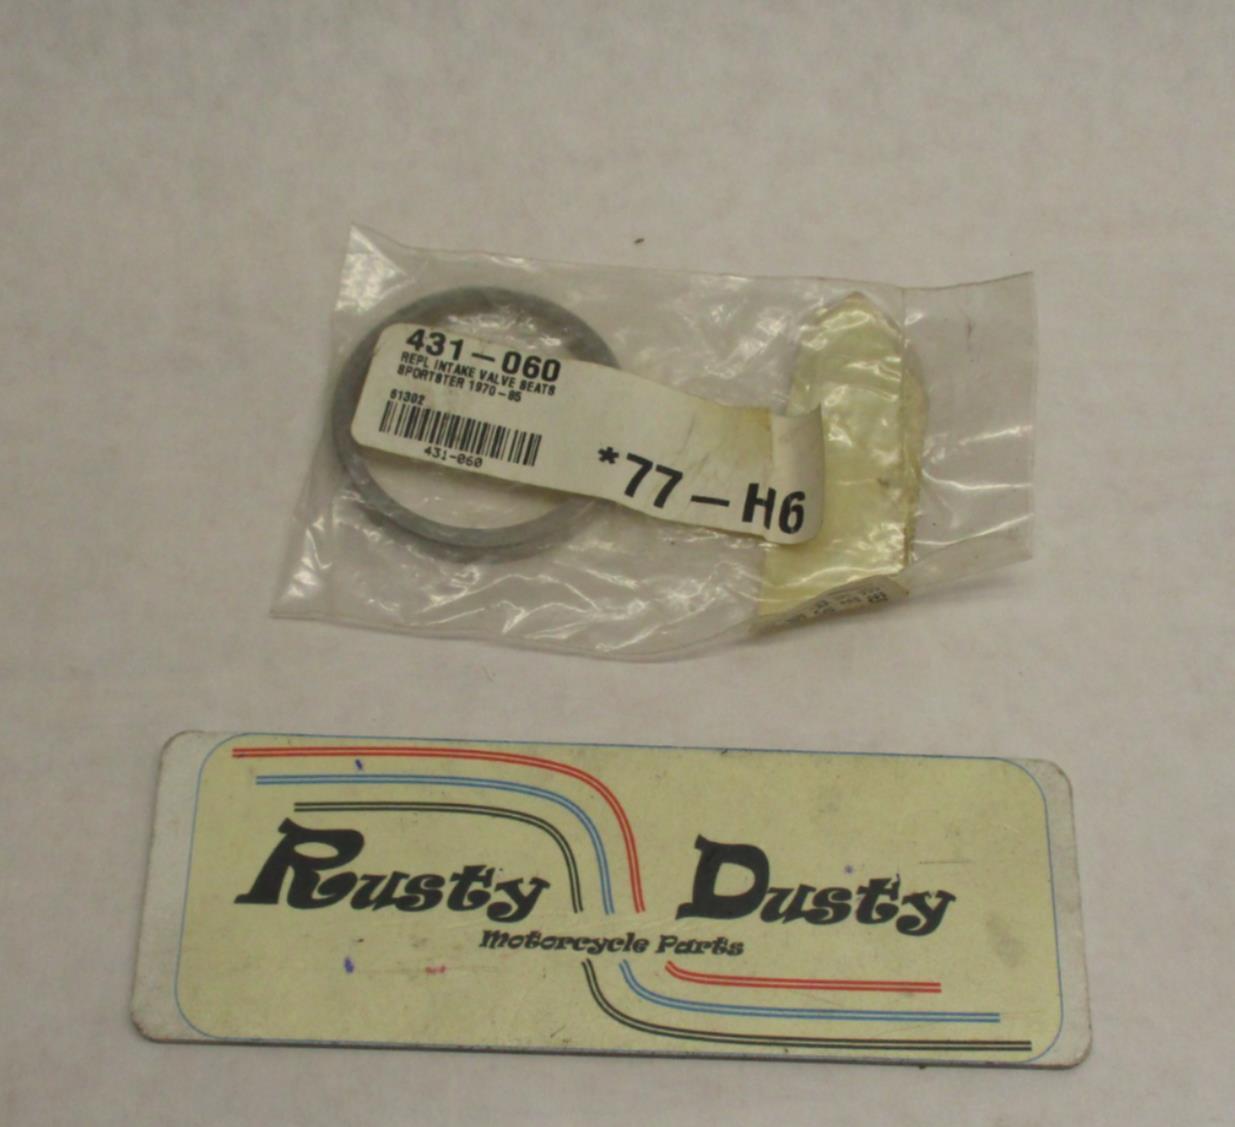 431-060
REPL INTAKE VALVE SEATS
SPORTSTER 1970-85
61302
431-060
*77-H6
Rusty Dusty
Motorcycle Parts